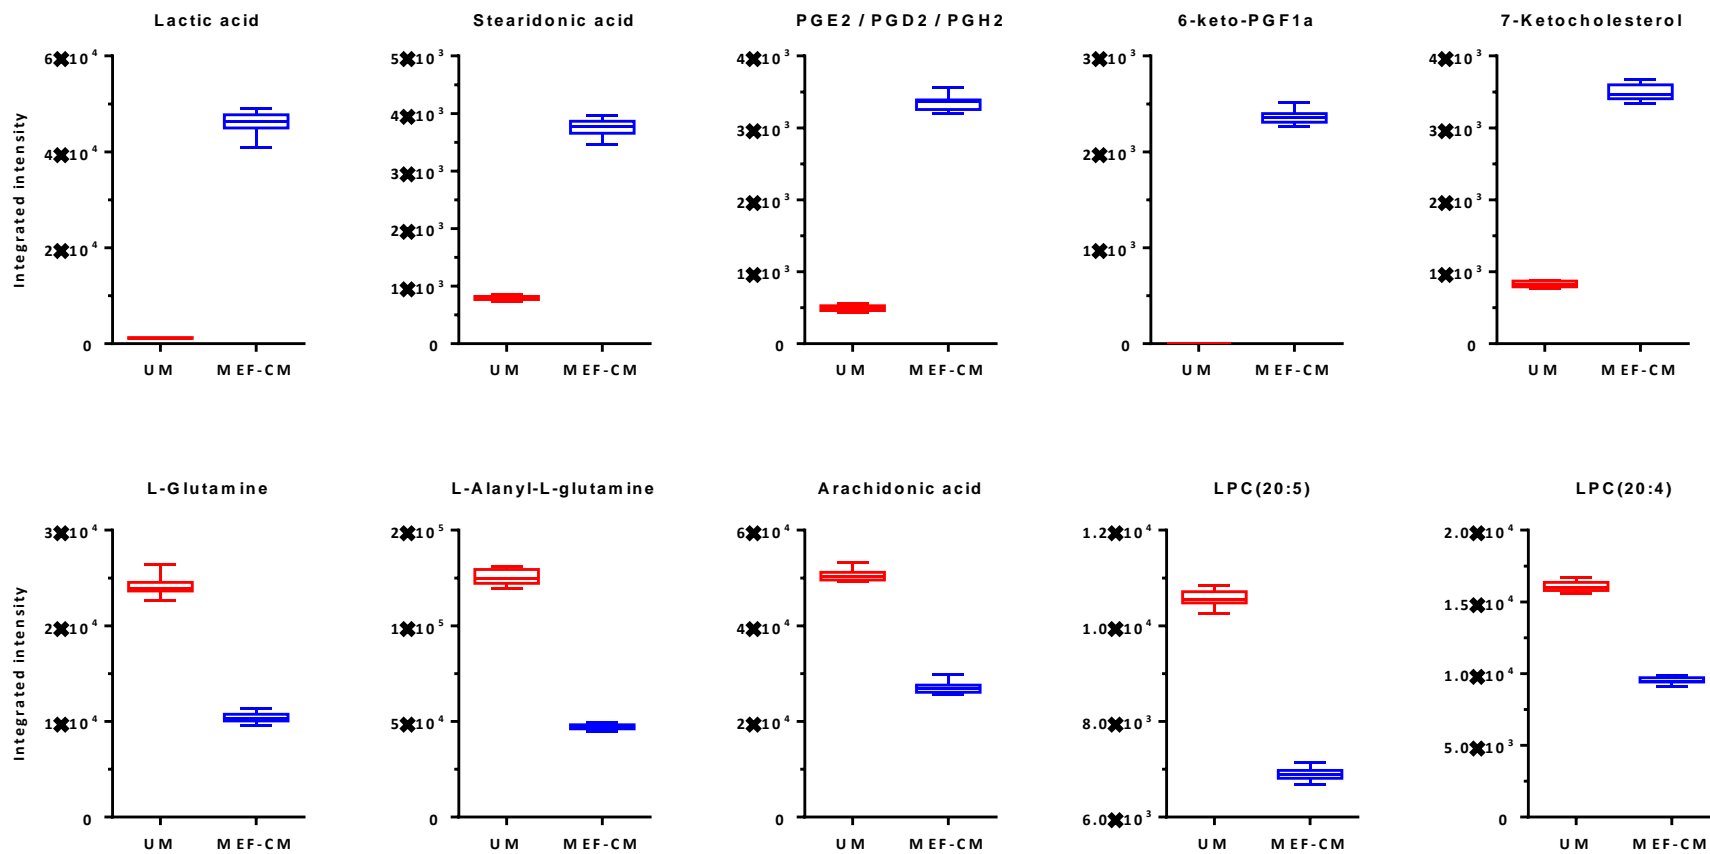 Lactic acid
Stearidonic acid
PGE2 / PGD2 / PGH2
6-keto-PGF1a
7-Ketocholesterol
Integrated intensity
6✖10⁴
4✖10⁴
2✖10⁴
0
UM MEF-CM
5✖10³
4✖10³
3✖10³
2✖10³
1✖10³
0
UM MEF-CM
4✖10³
3✖10³
2✖10³
1✖10³
0
UM MEF-CM
3✖10³
2✖10³
1✖10³
0
UM MEF-CM
4✖10³
3✖10³
2✖10³
1✖10³
0
UM MEF-CM
L-Glutamine
L-Alanyl-L-glutamine
Arachidonic acid
LPC(20:5)
LPC(20:4)
Integrated intensity
3✖10⁴
2✖10⁴
1✖10⁴
0
UM MEF-CM
2✖10⁵
1✖10⁵
5✖10⁴
0
UM MEF-CM
6✖10⁴
4✖10⁴
2✖10⁴
0
UM MEF-CM
1.2✖10⁴
1.0✖10⁴
8.0✖10³
6.0✖10³
UM MEF-CM
2.0✖10⁴
1.5✖10⁴
1.0✖10⁴
5.0✖10³
0
UM MEF-CM